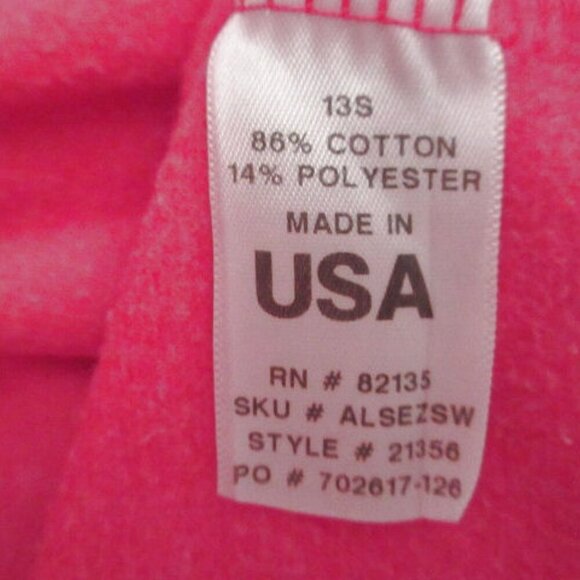 13S
86% COTTON
14% POLYESTER
MADE IN
USA
RN # 82135
SKU # ALSEZSW
STYLE # 21356
PO # 702617-126